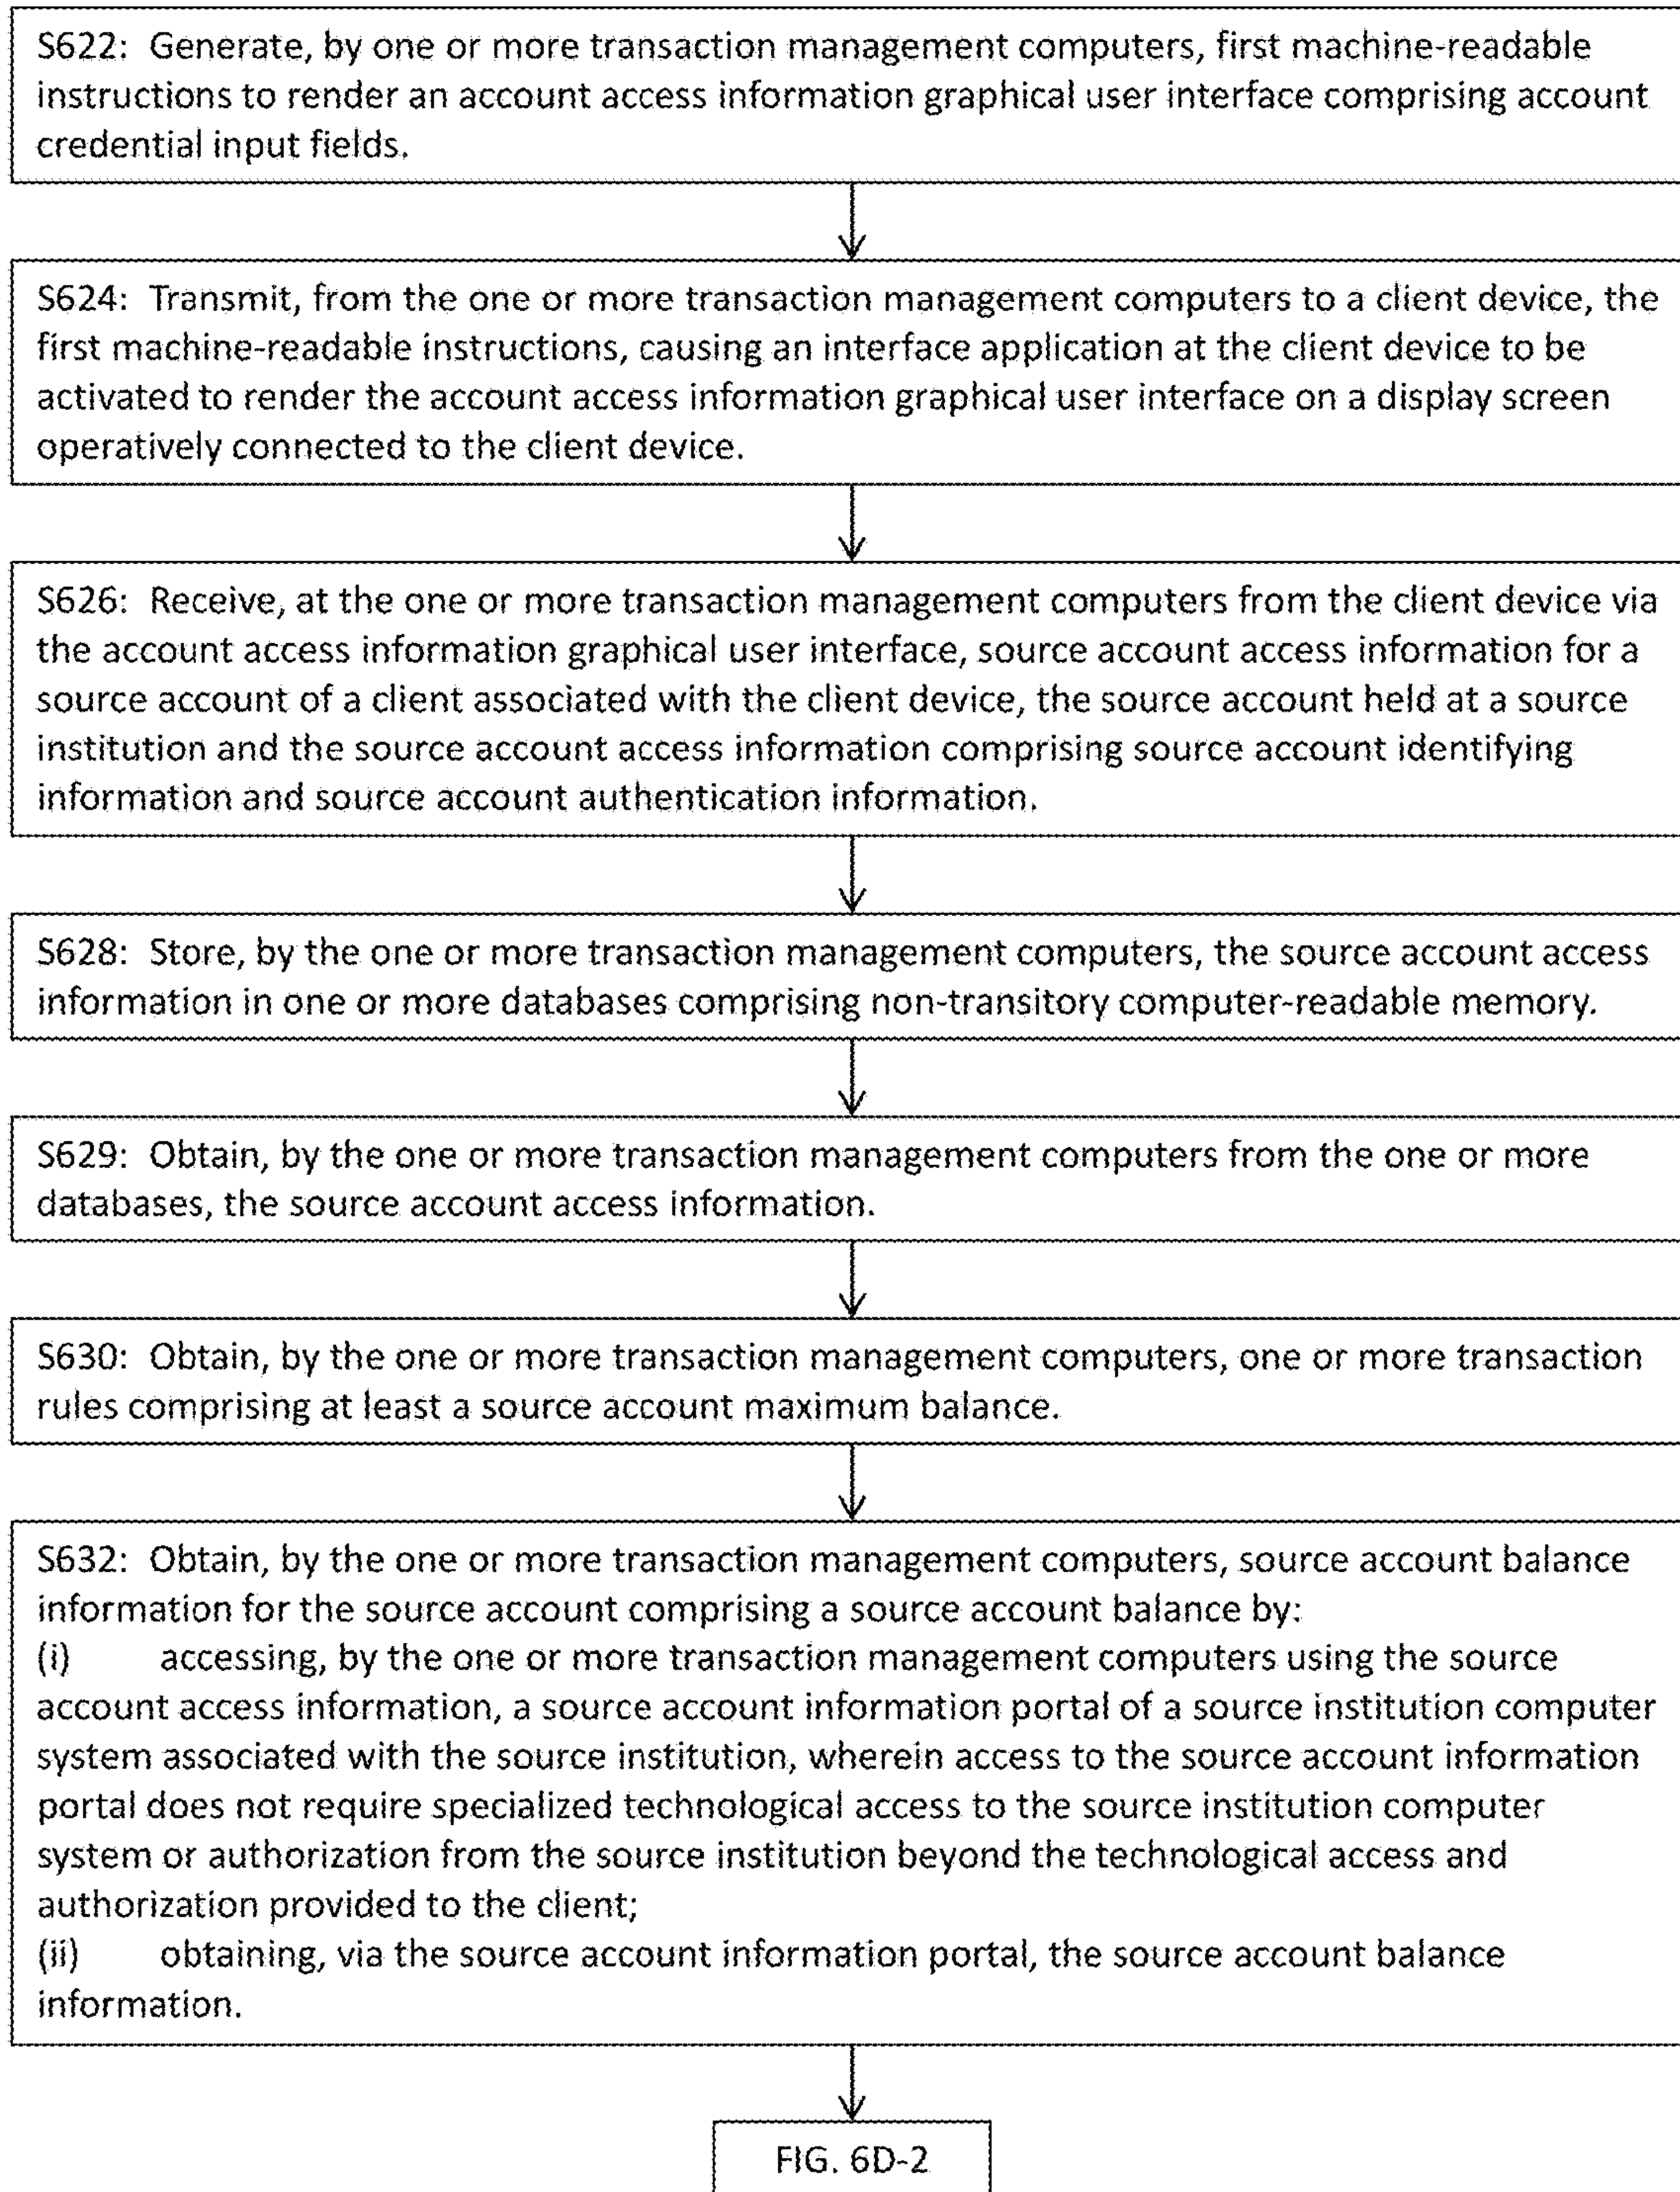 S622: Generate, by one or more transaction management computers, first machine-readable
instructions to render an account access information graphical user interface comprising account
credential input fields.
S624: Transmit, from the one or more transaction management computers to a client device, the
first machine-readable instructions, causing an interface application at the client device to be
activated to render the account access information graphical user interface on a display screen
operatively connected to the client device.
S626: Receive, at the one or more transaction management computers from the client device via
the account access information graphical user interface, source account access information for a
source account of a client associated with the client device, the source account held at a source
institution and the source account access information comprising source account identifying
information and source account authentication information.
S628: Store, by the one or more transaction management computers, the source account access
information in one or more databases comprising non-transitory computer-readable memory.
S629: Obtain, by the one or more transaction management computers from the one or more
databases, the source account access information.
S630: Obtain, by the one or more transaction management computers, one or more transaction
rules comprising at least a source account maximum balance.
S632: Obtain, by the one or more transaction management computers, source account balance
information for the source account comprising a source account balance by:
(i) accessing, by the one or more transaction management computers using the source
account access information, a source account information portal of a source institution computer
system associated with the source institution, wherein access to the source account information
portal does not require specialized technological access to the source institution computer
system or authorization from the source institution beyond the technological access and
authorization provided to the client;
(ii) obtaining, via the source account information portal, the source account balance
information.
FIG. 6D-2